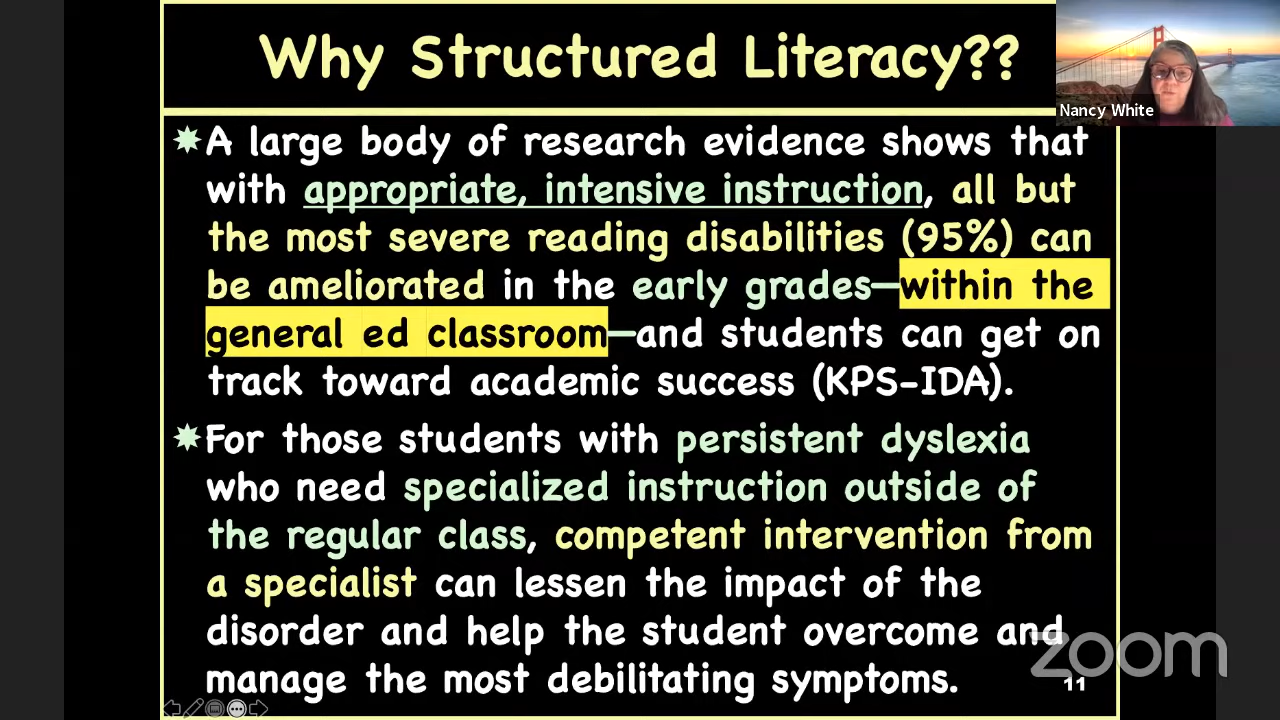 Why Structured Literacy??
Nancy White
A large body of research evidence shows that
with appropriate, intensive instruction, all but
the most severe reading disabilities (95%) can
be ameliorated in the early grades—within the
general ed classroom—and students can get on
track toward academic success (KPS-IDA).
For those students with persistent dyslexia
who need specialized instruction outside of
the regular class, competent intervention from
a specialist can lessen the impact of the
disorder and help the student overcome and
manage the most debilitating symptoms.
zoom
11